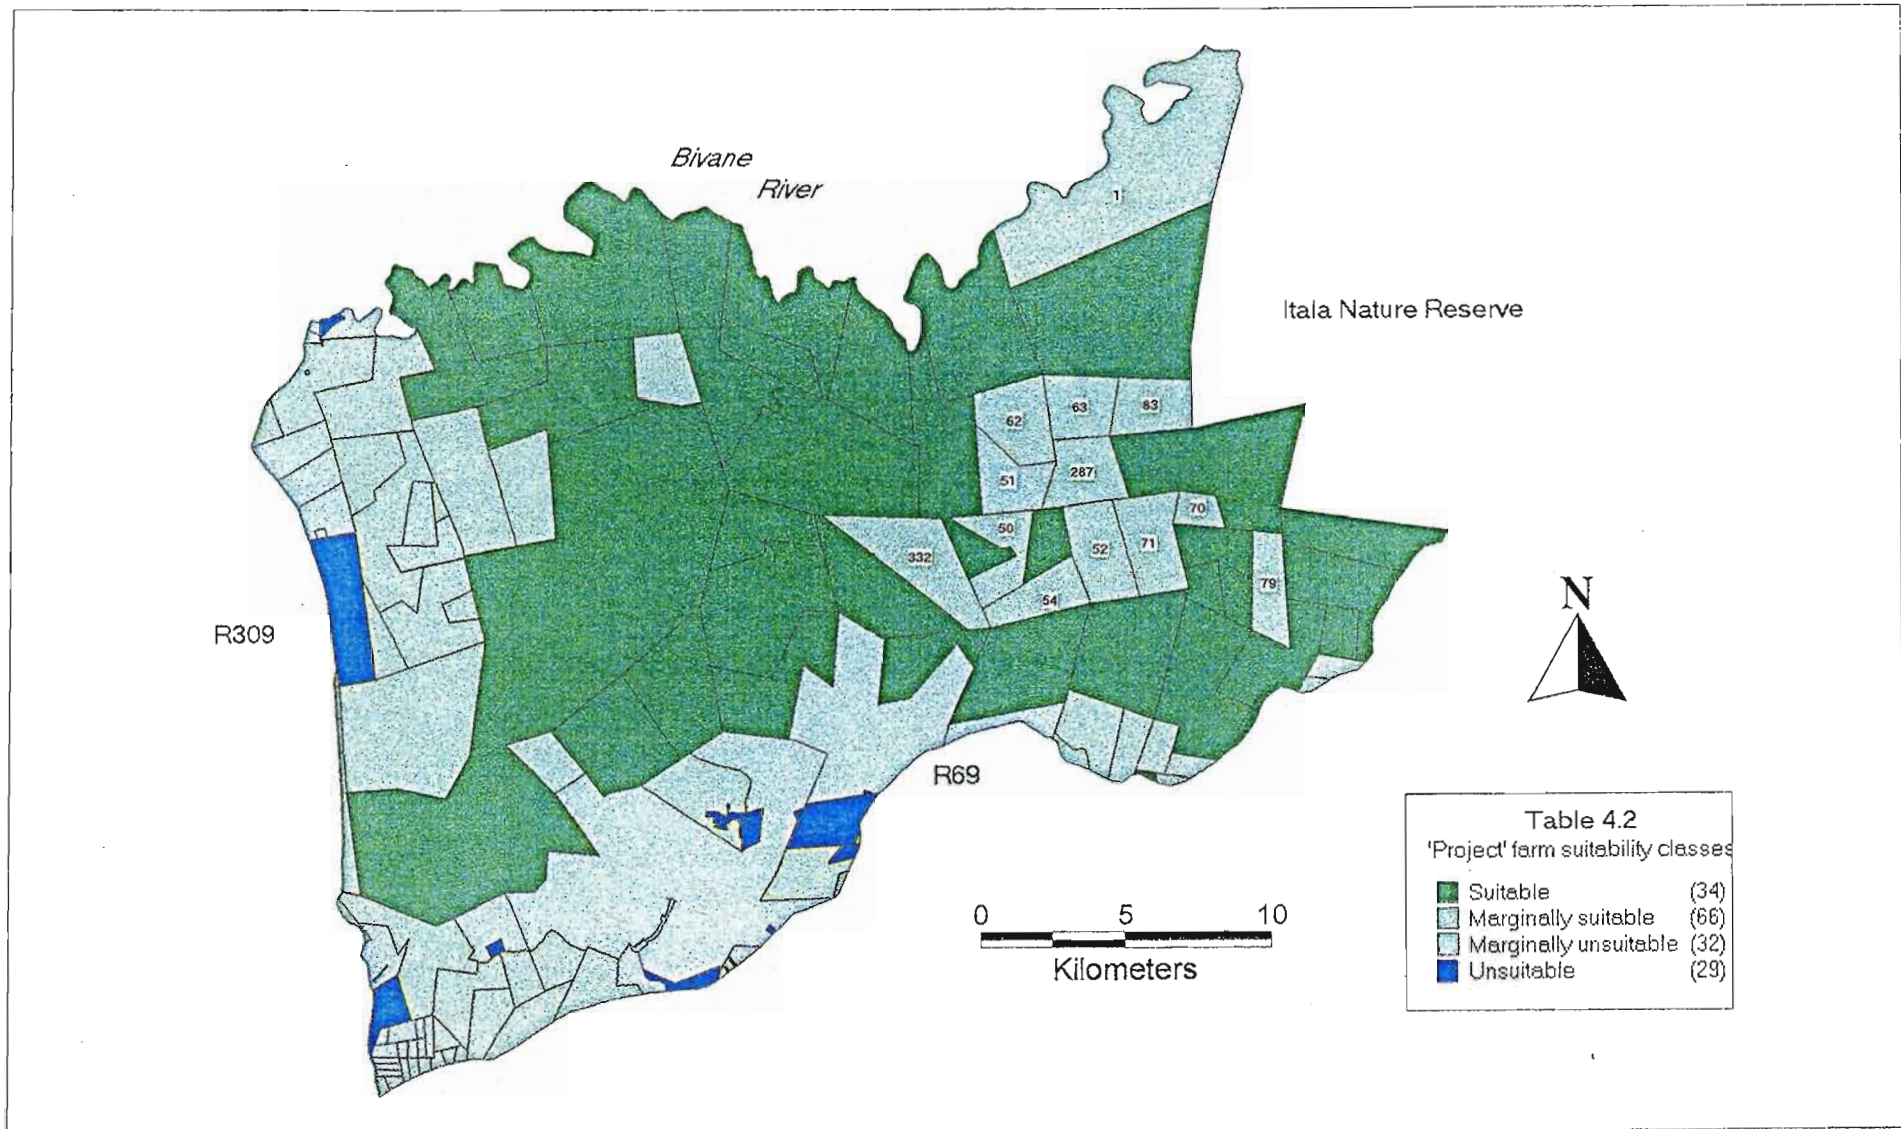 Bivane
River
1
Itala Nature Reserve
62
63
83
51
287
50
70
332
52
71
79
54
N
R309
R69
0 5 10
Kilometers
Table 4.2
'Project' farm suitability classes
Suitable (34)
Marginally suitable (66)
Marginally unsuitable (32)
Unsuitable (29)